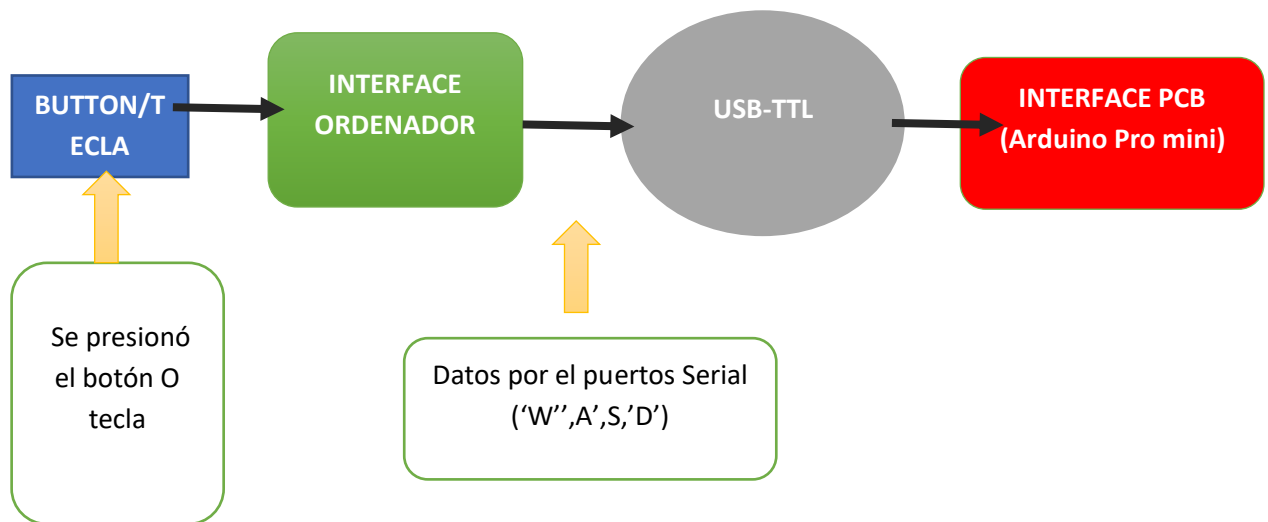 BUTTON/T
ECLA
INTERFACE
ORDENADOR
USB-TTL
INTERFACE PCB
(Arduino Pro mini)
Se presionó
el botón O
tecla
Datos por el puertos Serial
(‘W’’,A’,S,’D’)